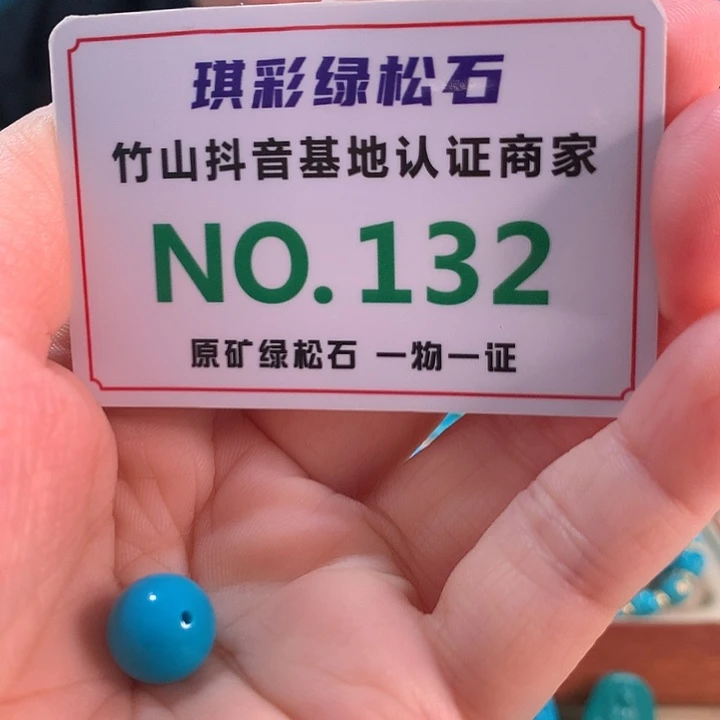 琪彩绿松石
竹山抖音基地认证商家
NO.132
原矿绿松石 一物一证